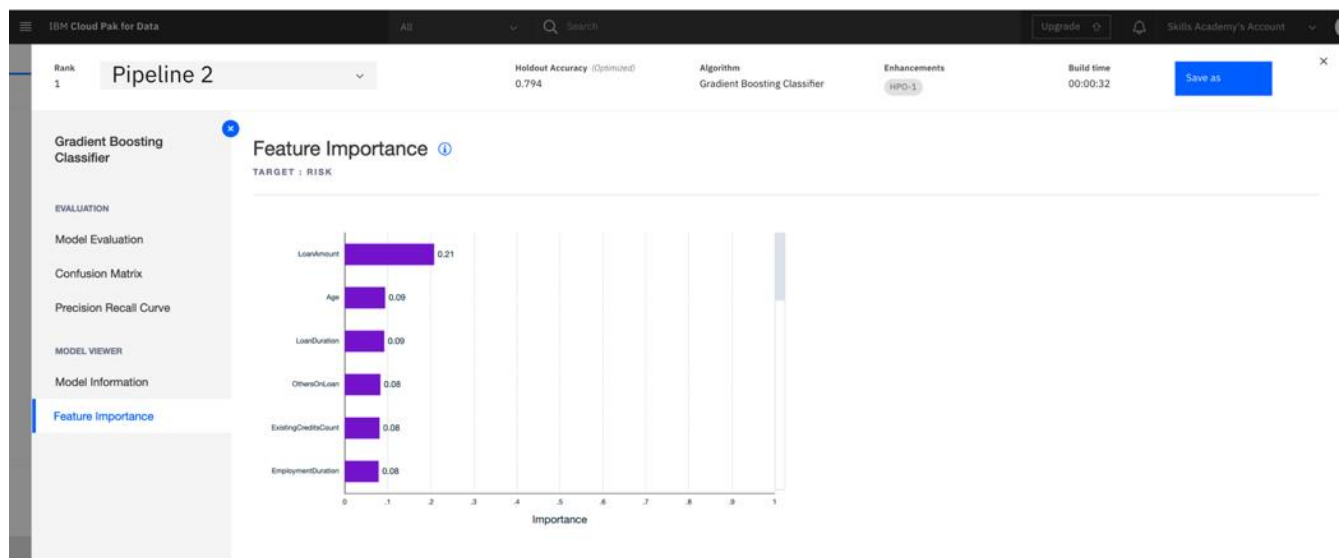 IBM Cloud Pak for Data
All
Search
Upgrade
Skills Academy's Account
Rank
1
Pipeline 2
Holdout Accuracy (Optimized)
0.794
Algorithm
Gradient Boosting Classifier
Enhancements
HPO-1
Build time
00:00:32
Save as
Gradient Boosting
Classifier
EVALUATION
Model Evaluation
Confusion Matrix
Precision Recall Curve
MODEL VIEWER
Model Information
Feature Importance
Feature Importance
TARGET : RISK
LoanAmount 0.21
Age 0.09
LoanDuration 0.09
OthersOnLoan 0.08
ExistingCreditsCount 0.08
EmploymentDuration 0.08
0 .1 .2 .3 .4 .5 .6 .7 .8 .9 1
Importance